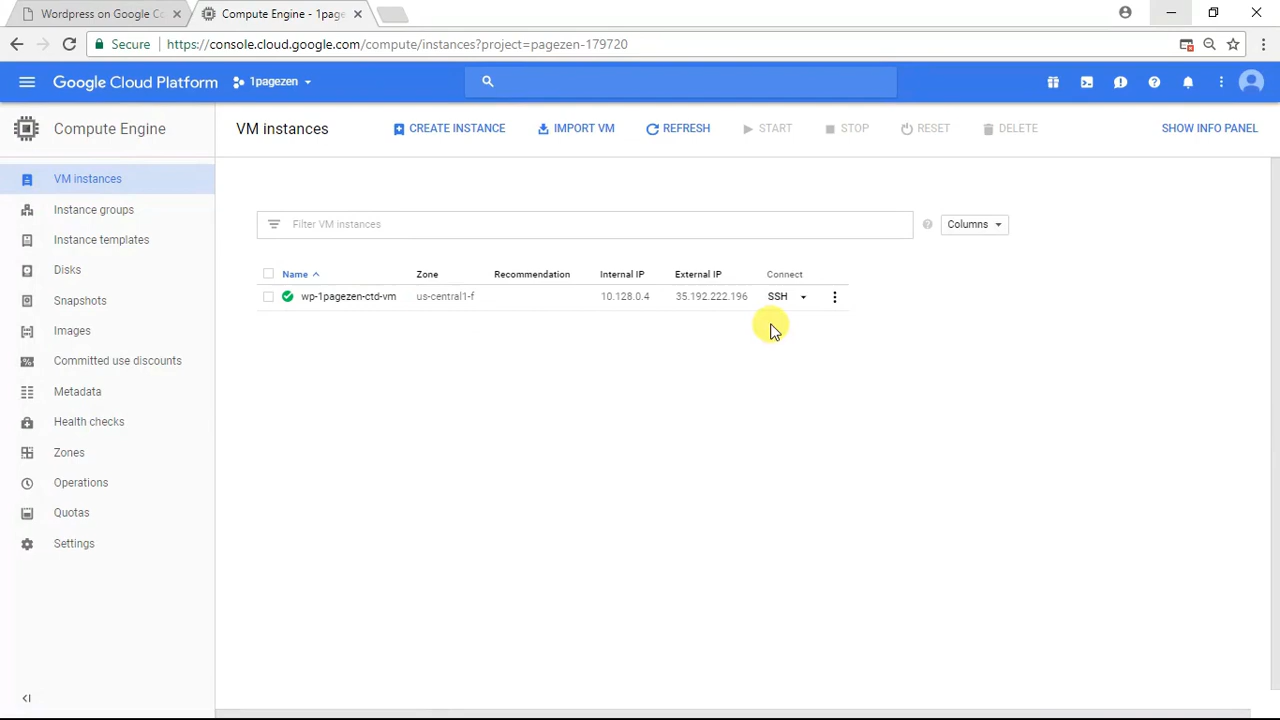 Wordpress on Google Co
Compute Engine - 1page
Secure
https://console.cloud.google.com/compute/instances?project=pagezen-179720
Google Cloud Platform
1pagezen
Compute Engine
VM instances
CREATE INSTANCE
IMPORT VM
REFRESH
START
STOP
RESET
DELETE
SHOW INFO PANEL
VM instances
Instance groups
Instance templates
Disks
Snapshots
Images
Committed use discounts
Metadata
Health checks
Zones
Operations
Quotas
Settings
Filter VM instances
Columns
Name Zone Recommendation Internal IP External IP Connect
wp-1pagezen-ctd-vm us-central1-f 10.128.0.4 35.192.222.196 SSH